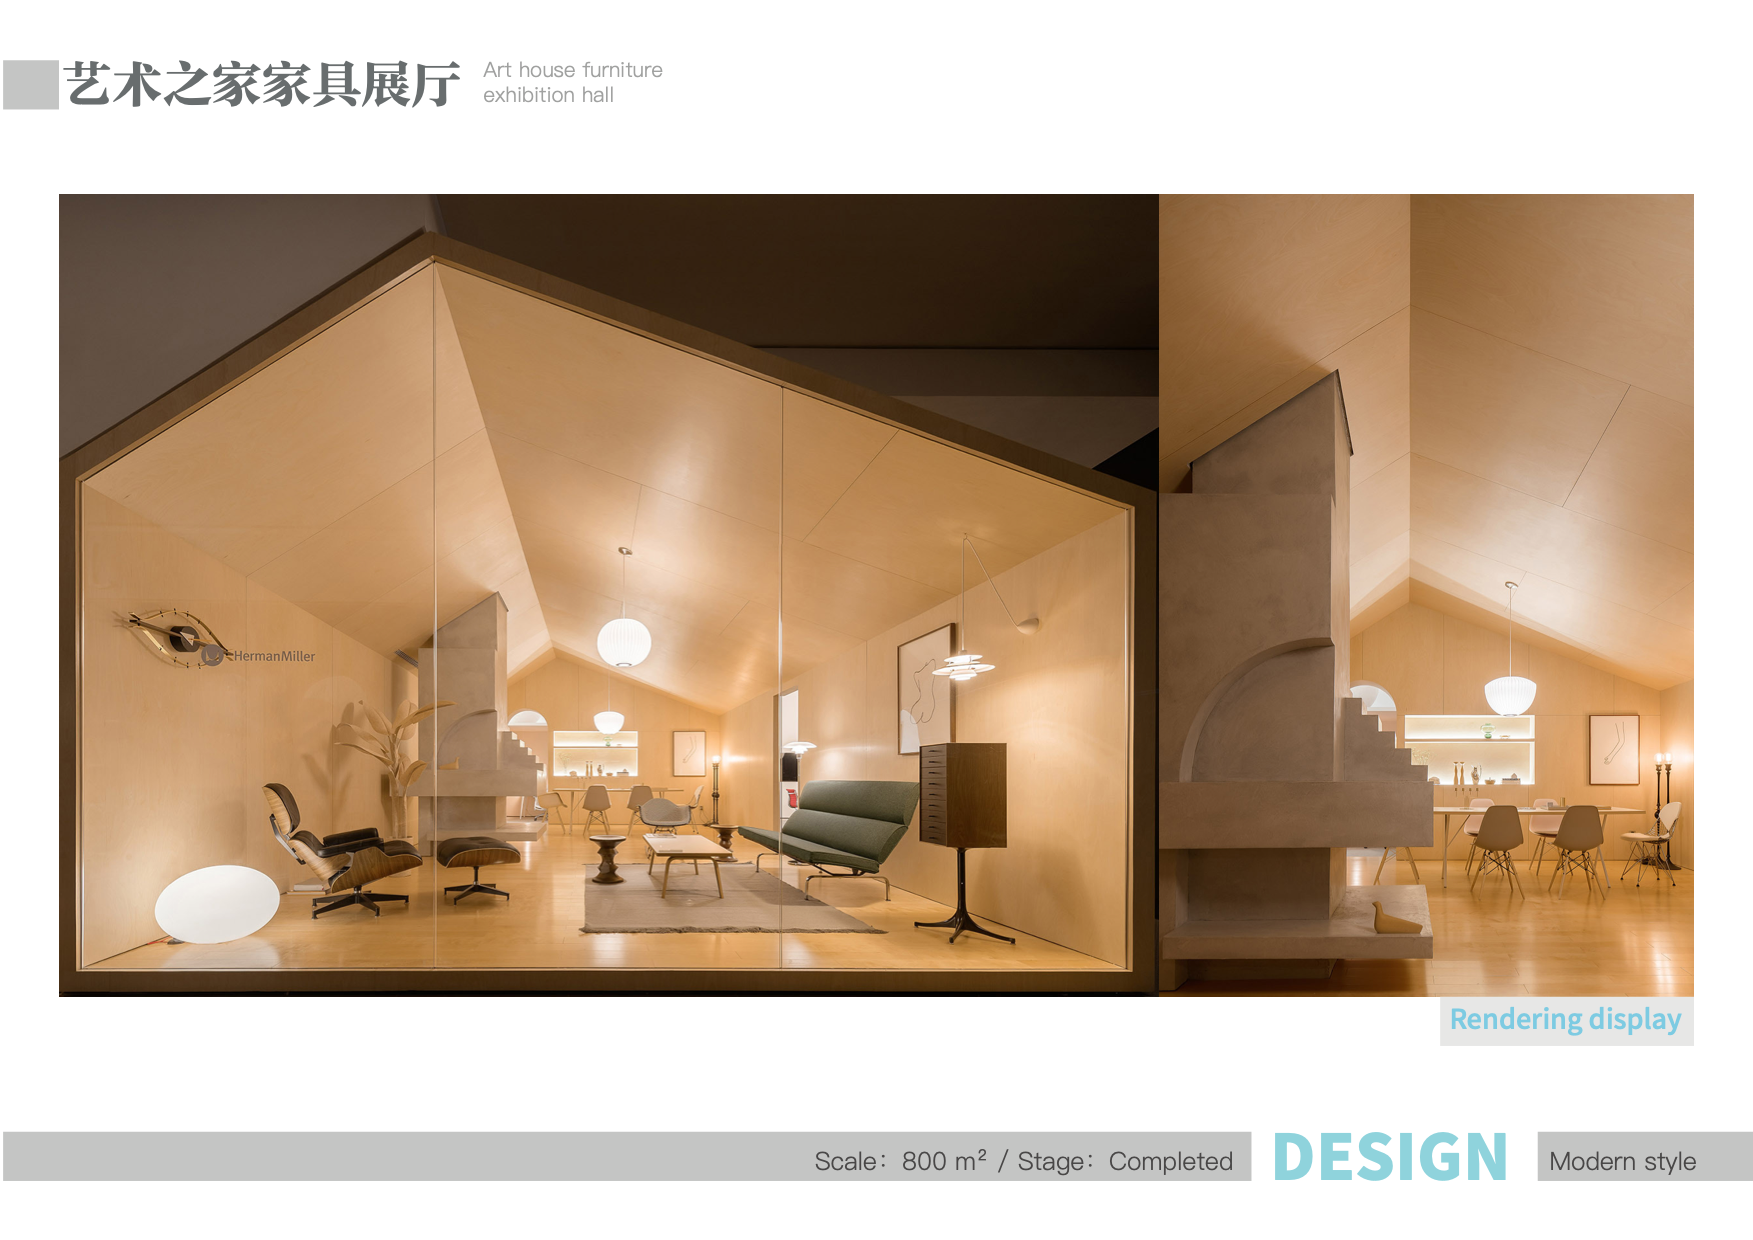 艺术之家家具展厅
Art house furniture
exhibition hall
HermanMiller
Rendering display
Scale：800 m² / Stage：Completed
DESIGN
Modern style